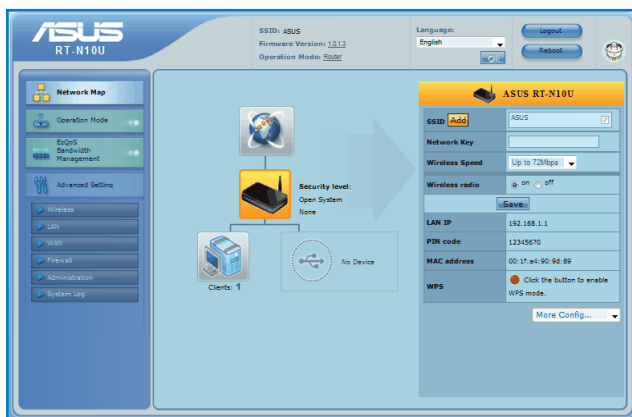 ASUS
RT-N10U
SSID: ASUS
Firmware Version: 1.0.1.3
Operation Mode: Router
Language:
English
OK
Logout
Reboot
Network Map
Operation Mode
EzQoS
Bandwidth
Management
Advanced Setting
Wireless
LAN
WAN
Firewall
Administration
System Log
Security level:
Open System
None
Clients: 1
No Device
ASUS RT-N10U
SSID Add ASUS
Network Key
Wireless Speed Up to 72Mbps
Wireless radio on off
Save
LAN IP 192.168.1.1
PIN code 12345670
MAC address 00:1f:a4:90:9d:89
WPS Click the button to enable
WPS mode.
More Config...